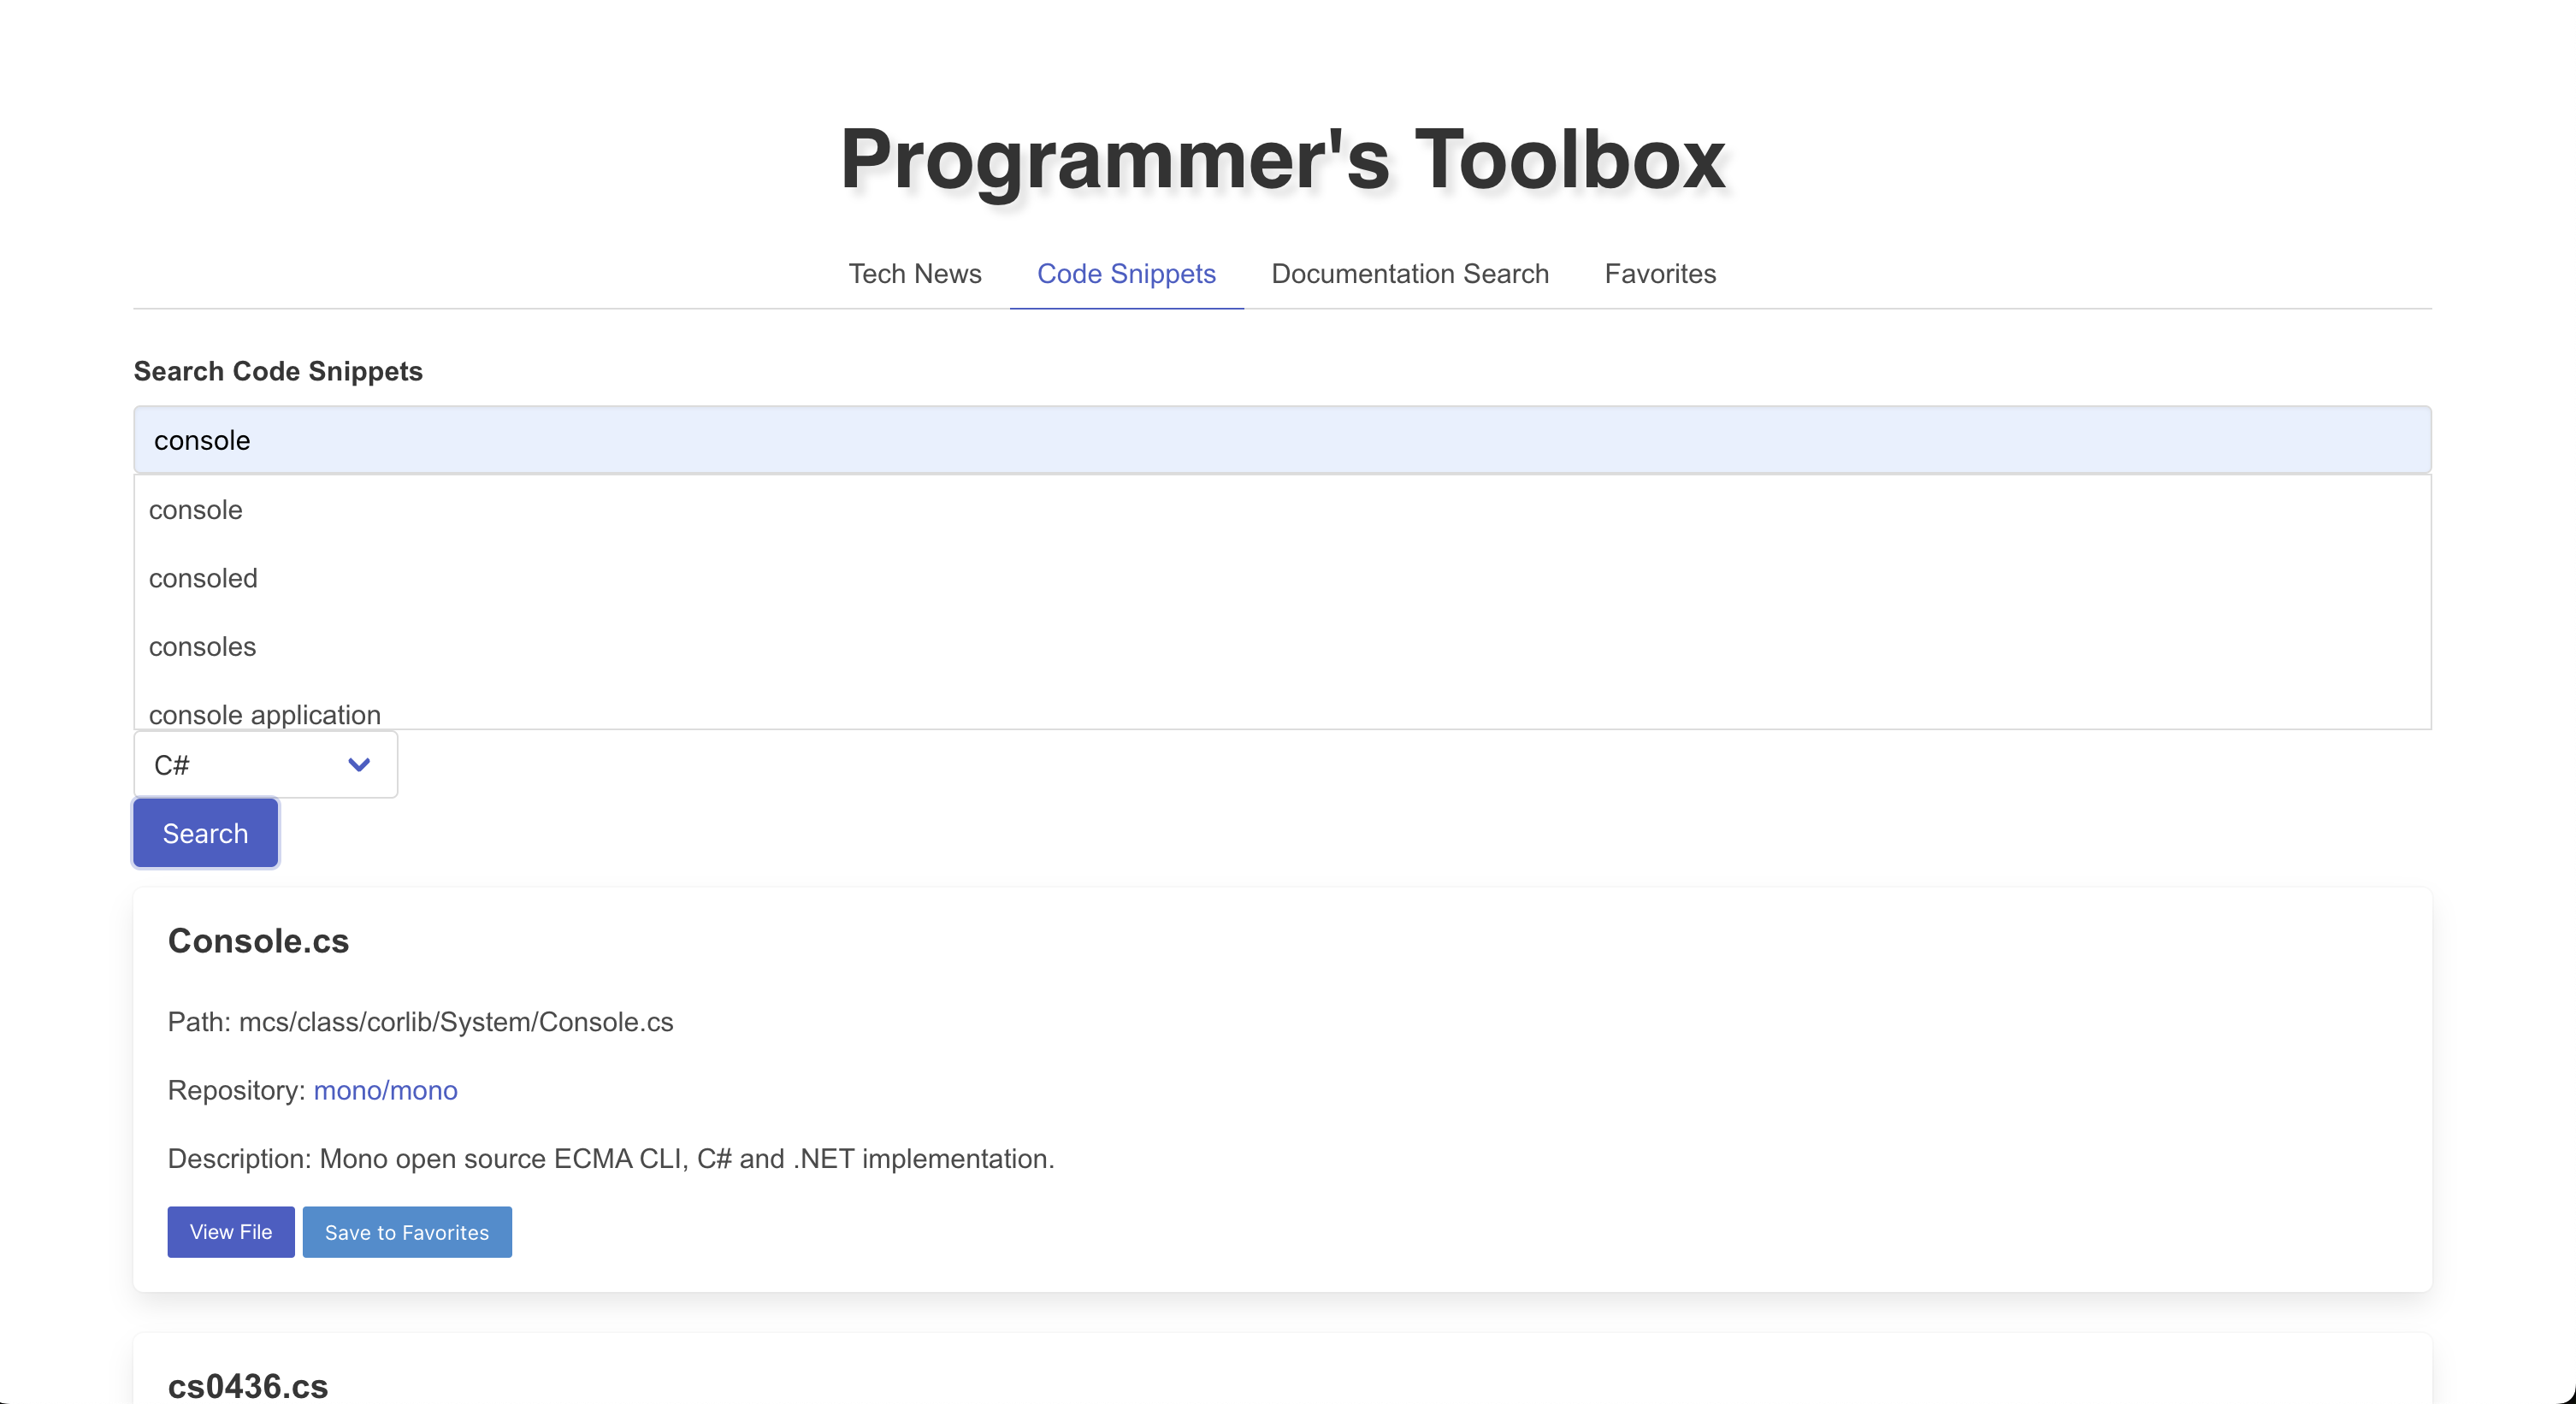 Programmer's Toolbox
Tech News Code Snippets Documentation Search Favorites
Search Code Snippets
console
console
consoled
consoles
console application
C#
Search
Console.cs
Path: mcs/class/corlib/System/Console.cs
Repository: mono/mono
Description: Mono open source ECMA CLI, C# and .NET implementation.
View File Save to Favorites
cs0436.cs